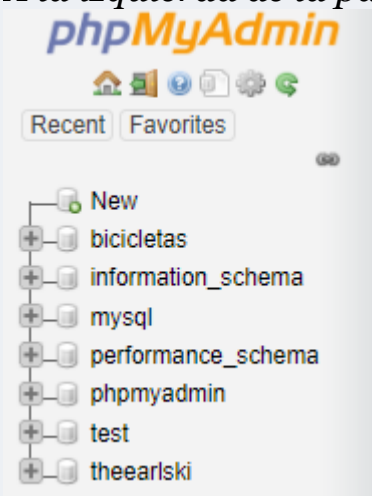 phpMyAdmin
Recent Favorites
New
bicicletas
information_schema
mysql
performance_schema
phpmyadmin
test
theearlski